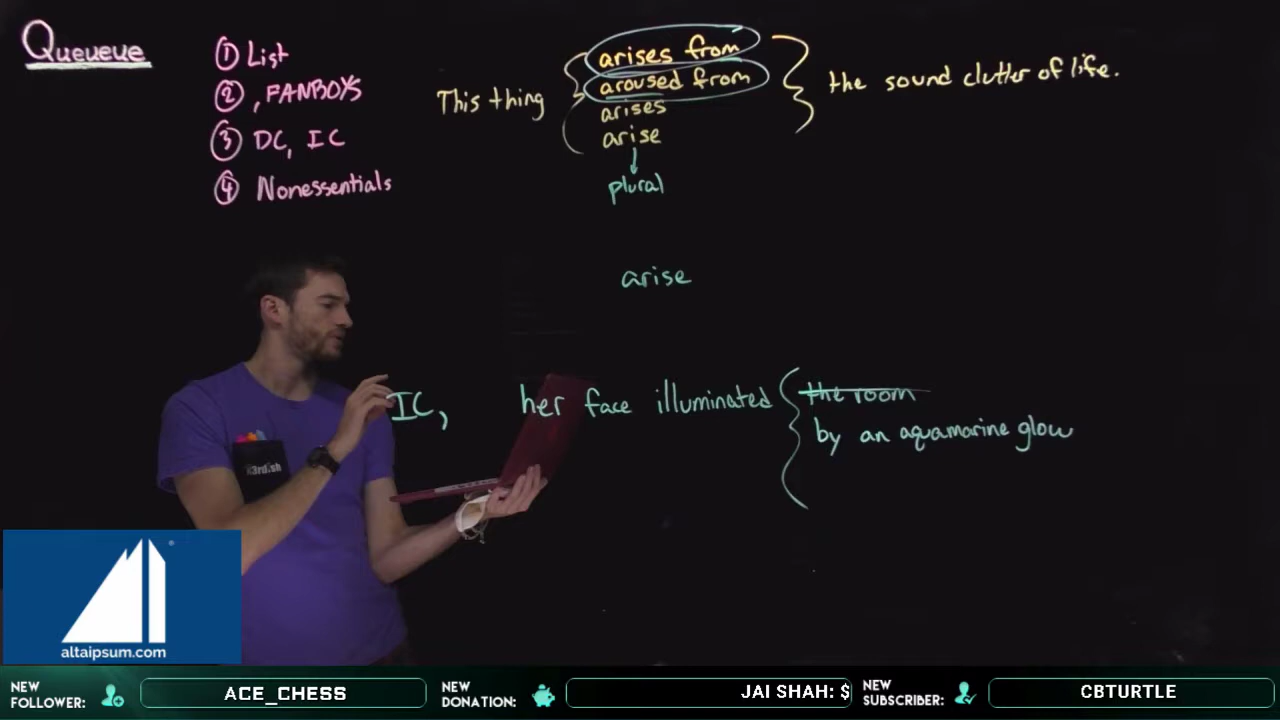 Queueue
① List
② , FANBOYS
③ DC, IC
④ Nonessentials
This thing
arises from
aroused from
arises
arise
plural
the sound clutter of life.
arise
IC, her face illuminated
the room
by an aquamarine glow
altaipsum.com
NEW FOLLOWER: ACE_CHESS
NEW DONATION: JAI SHAH: $
NEW SUBSCRIBER: CBTURTLE